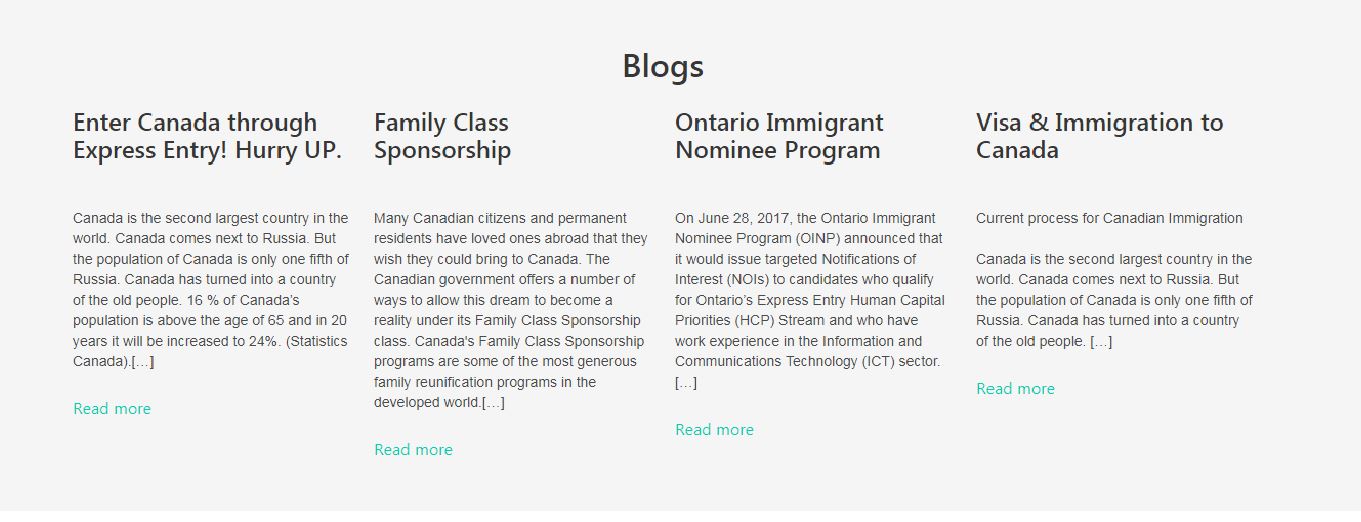 Blogs
Enter Canada through
Express Entry! Hurry UP.
Canada is the second largest country in the
world. Canada comes next to Russia. But
the population of Canada is only one fifth of
Russia. Canada has turned into a country
of the old people. 16 % of Canada's
population is above the age of 65 and in 20
years it will be increased to 24%. (Statistics
Canada).[…]
Read more
Family Class
Sponsorship
Many Canadian citizens and permanent
residents have loved ones abroad that they
wish they could bring to Canada. The
Canadian government offers a number of
ways to allow this dream to become a
reality under its Family Class Sponsorship
class. Canada's Family Class Sponsorship
programs are some of the most generous
family reunification programs in the
developed world.[…]
Read more
Ontario Immigrant
Nominee Program
On June 28, 2017, the Ontario Immigrant
Nominee Program (OINP) announced that
it would issue targeted Notifications of
Interest (NOIs) to candidates who qualify
for Ontario's Express Entry Human Capital
Priorities (HCP) Stream and who have
work experience in the Information and
Communications Technology (ICT) sector.
[…]
Read more
Visa & Immigration to
Canada
Current process for Canadian Immigration
Canada is the second largest country in the
world. Canada comes next to Russia. But
the population of Canada is only one fifth of
Russia. Canada has turned into a country
of the old people. […]
Read more